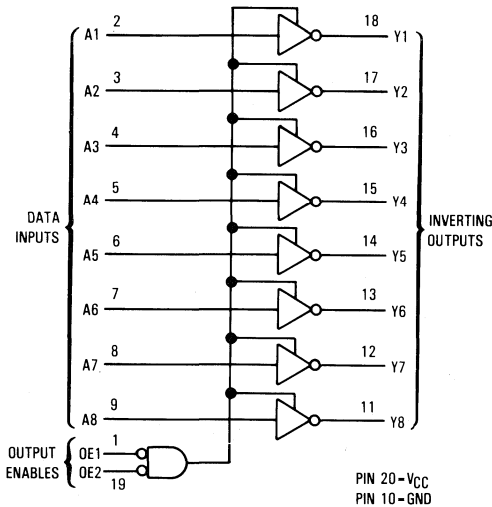 A1 2 18 Y1
A2 3 17 Y2
A3 4 16 Y3
A4 5 15 Y4
DATA
INPUTS
INVERTING
OUTPUTS
A5 6 14 Y5
A6 7 13 Y6
A7 8 12 Y7
A8 9 11 Y8
OUTPUT
ENABLES
OE1 1
OE2 19
PIN 20-VCC
PIN 10-GND